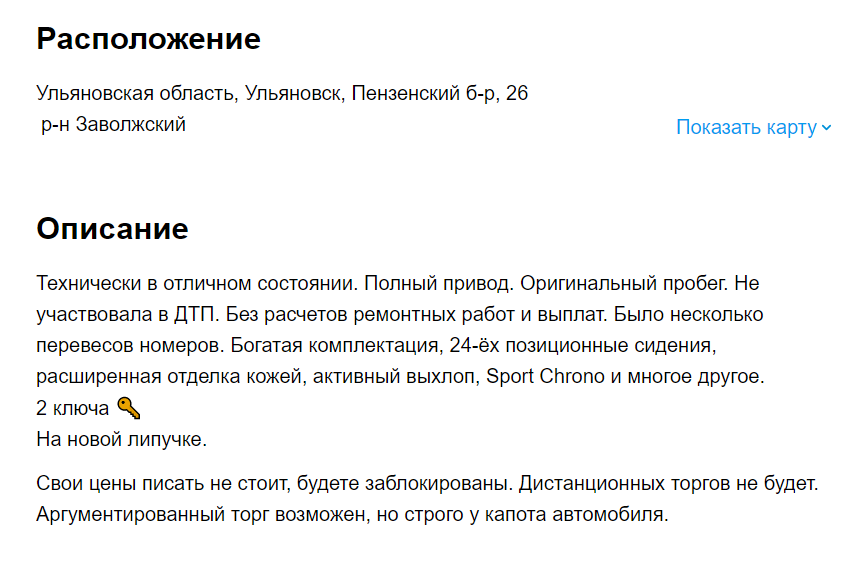 Расположение
Ульяновская область, Ульяновск, Пензенский б-р, 26
р-н Заволжский
Показать карту
Описание
Технически в отличном состоянии. Полный привод. Оригинальный пробег. Не
участвовала в ДТП. Без расчетов ремонтных работ и выплат. Было несколько
перевесов номеров. Богатая комплектация, 24-ёх позиционные сидения,
расширенная отделка кожей, активный выхлоп, Sport Chrono и многое другое.
2 ключа 🔑
На новой липучке.
Свои цены писать не стоит, будете заблокированы. Дистанционных торгов не будет.
Аргументированный торг возможен, но строго у капота автомобиля.